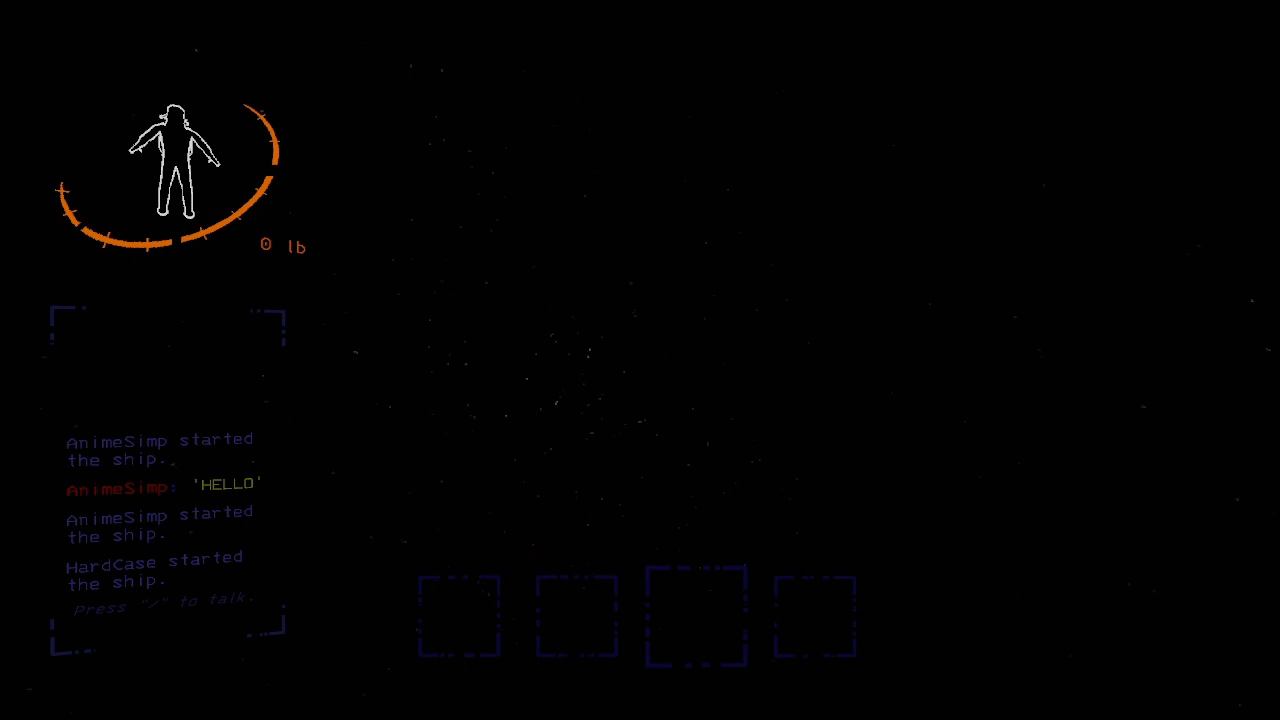 0 lb
AnimeSimp started
the ship.
AnimeSimp: 'HELLO'
AnimeSimp started
the ship.
HardCase started
the ship.
Press "/" to talk.